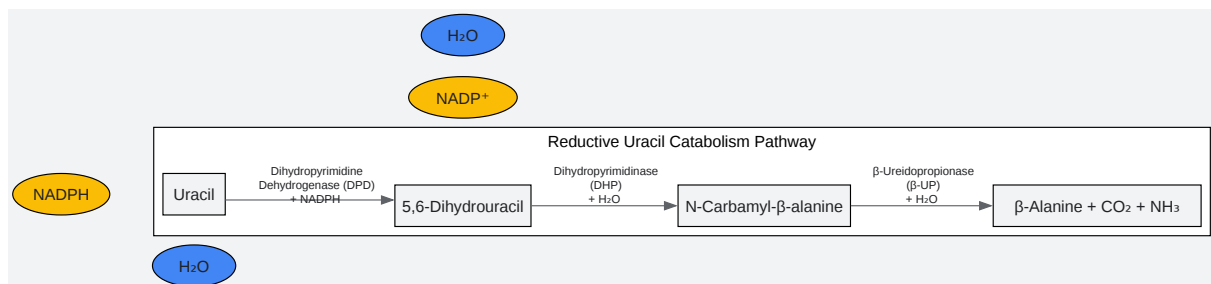 H₂O
NADP⁺
Reductive Uracil Catabolism Pathway
NADPH
Uracil
Dihydropyrimidine
Dehydrogenase (DPD)
+ NADPH
5,6-Dihydrouracil
Dihydropyrimidinase
(DHP)
+ H₂O
N-Carbamyl-β-alanine
β-Ureidopropionase
(β-UP)
+ H₂O
β-Alanine + CO₂ + NH₃
H₂O